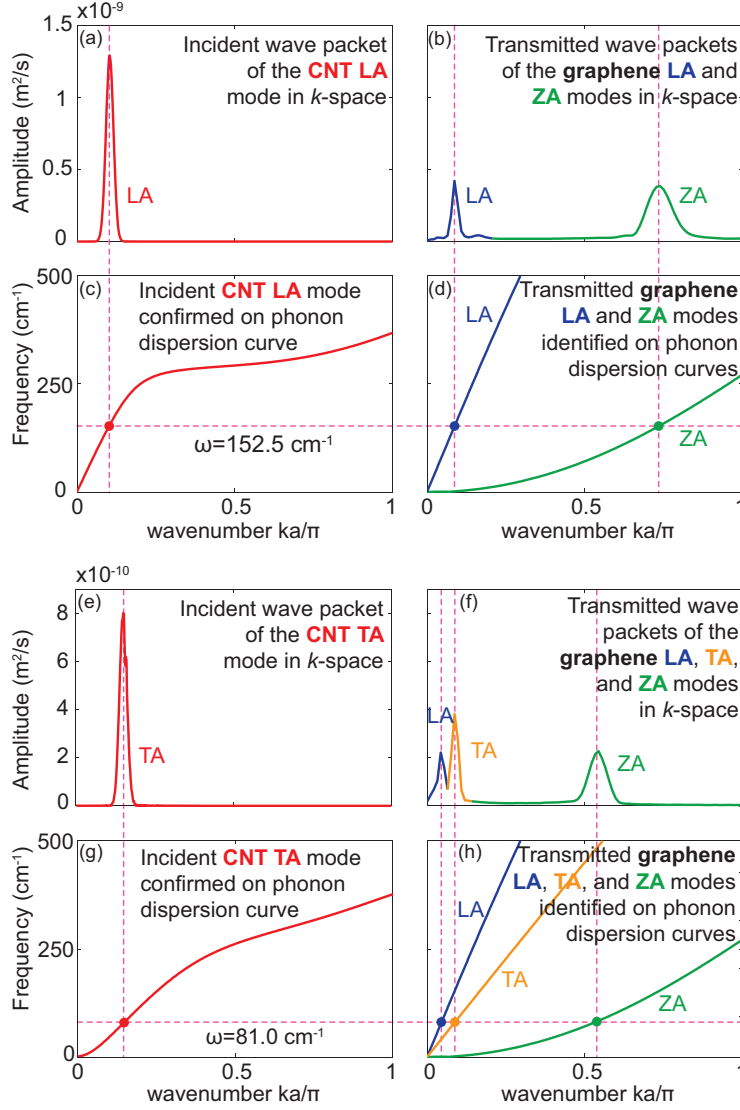 x10⁻⁹
1.5
1
0.5
0
Amplitude (m²/s)
(a)
Incident wave packet
of the CNT LA
mode in k-space
LA
(b)
Transmitted wave packets
of the graphene LA and
ZA modes in k-space
LA
ZA
500
250
0
Frequency (cm⁻¹)
(c)
Incident CNT LA mode
confirmed on phonon
dispersion curve
ω=152.5 cm⁻¹
0
0.5
1
wavenumber ka/π
(d)
Transmitted graphene
LA and ZA modes
identified on phonon
dispersion curves
LA
ZA
0
0.5
1
wavenumber ka/π
x10⁻¹⁰
8
6
4
2
0
Amplitude (m²/s)
(e)
Incident wave packet
of the CNT TA
mode in k-space
TA
(f)
Transmitted wave
packets of the
graphene LA, TA,
and ZA modes
in k-space
LA
TA
ZA
500
250
0
Frequency (cm⁻¹)
(g)
Incident CNT TA mode
confirmed on phonon
dispersion curve
ω=81.0 cm⁻¹
0
0.5
1
wavenumber ka/π
(h)
Transmitted graphene
LA, TA, and ZA modes
identified on phonon
dispersion curves
LA
TA
ZA
0
0.5
1
wavenumber ka/π